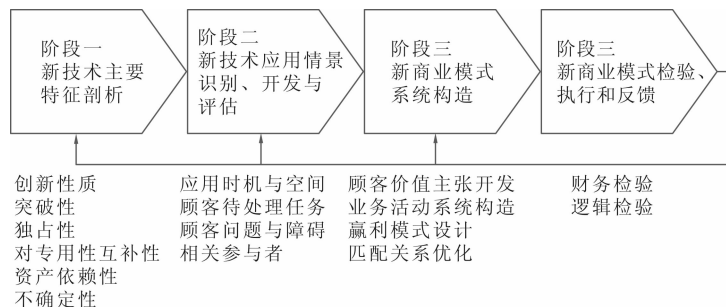 阶段一
新技术主要
特征剖析
阶段二
新技术应用情景
识别、开发与
评估
阶段三
新商业模式
系统构造
阶段三
新商业模式检验、
执行和反馈
创新性质
突破性
独占性
对专用性互补性
资产依赖性
不确定性
应用时机与空间
顾客待处理任务
顾客问题与障碍
相关参与者
顾客价值主张开发
业务活动系统构造
赢利模式设计
匹配关系优化
财务检验
逻辑检验